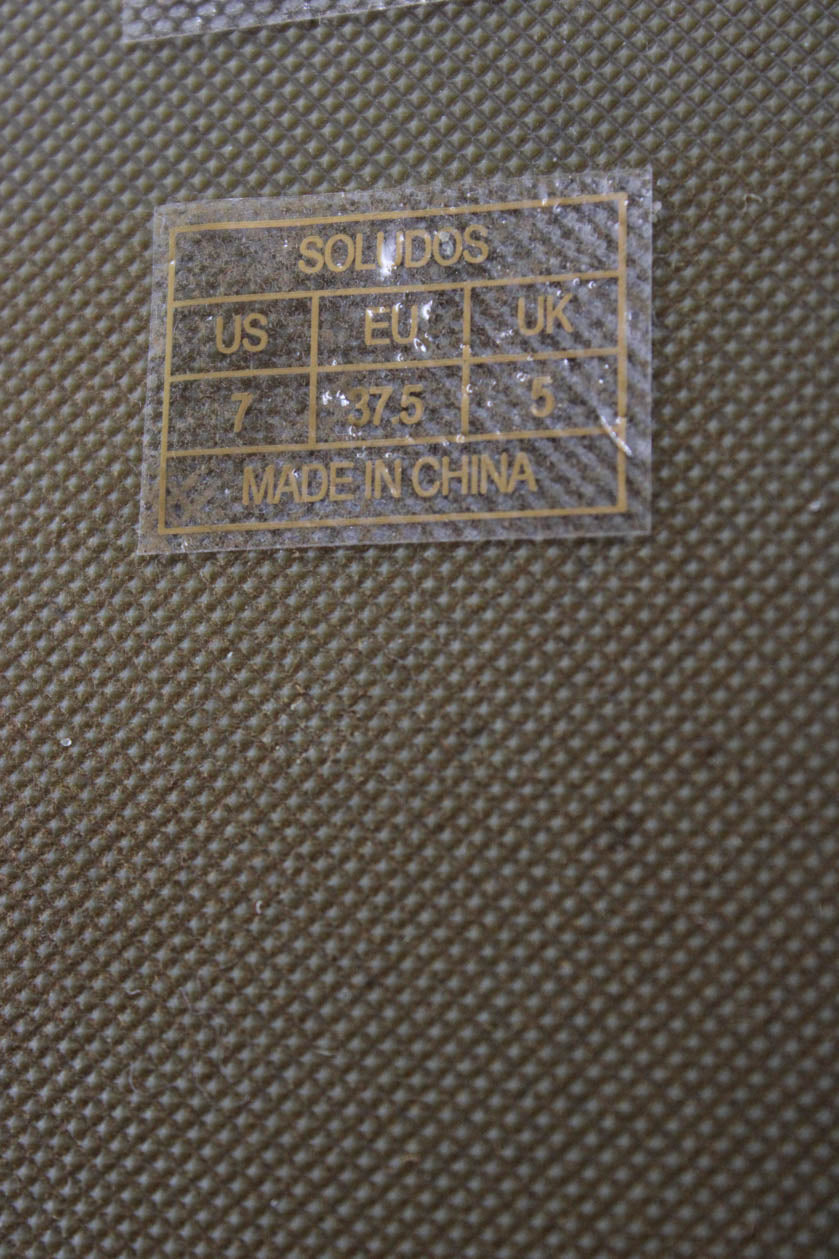 SOLUDOS
US EU UK
7 37.5 5
MADE IN CHINA